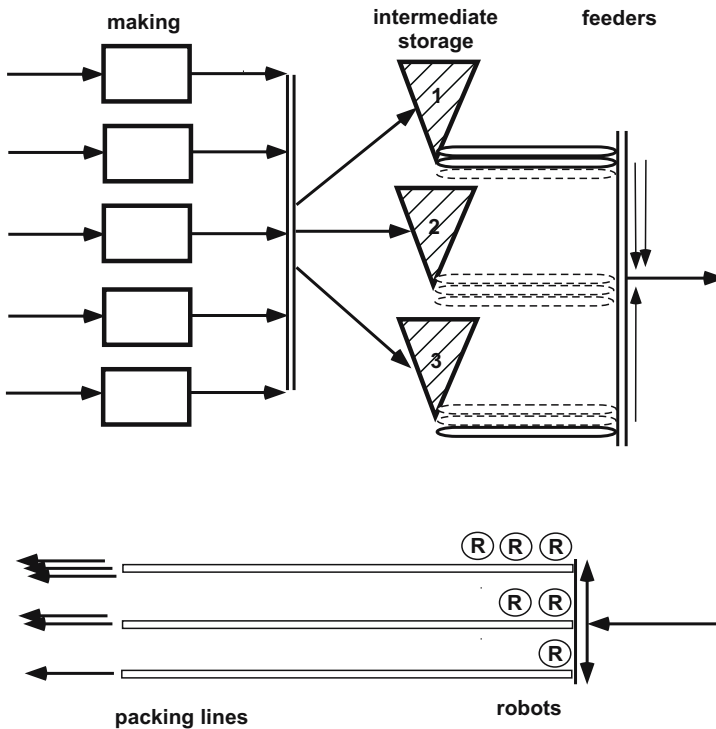 making
intermediate
storage
feeders
1
2
3
R R R
R R
R
packing lines
robots